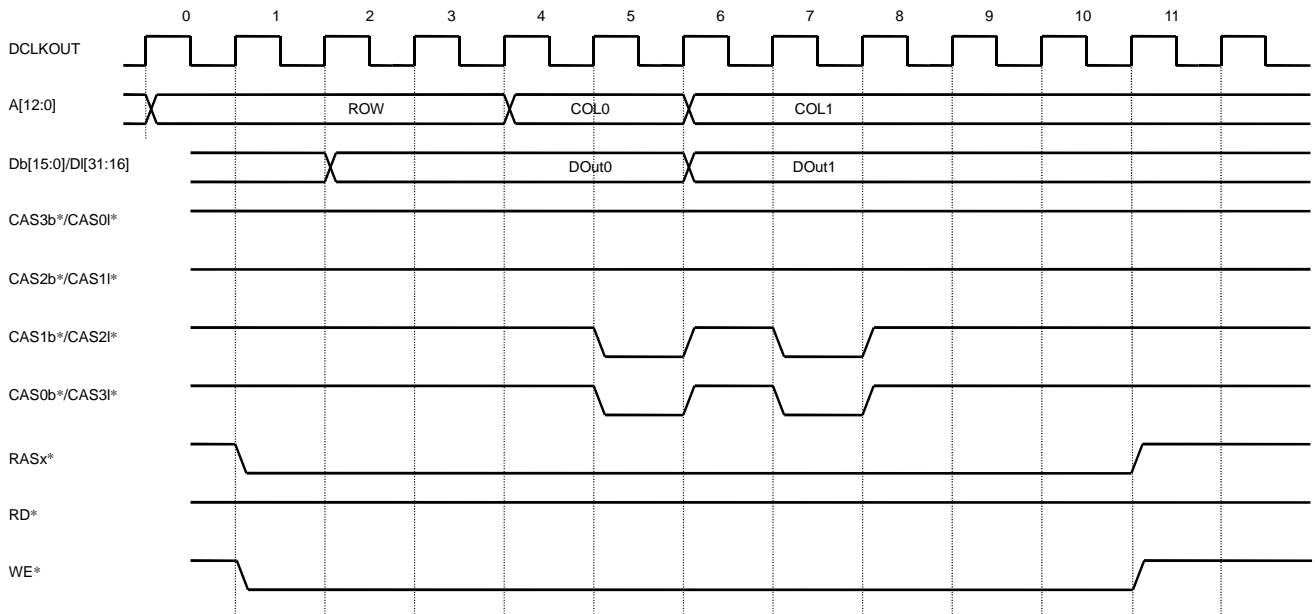 0 1 2 3 4 5 6 7 8 9 10 11
DCLKOUT
A[12:0] ROW COL0 COL1
Db[15:0]/Dl[31:16] DOut0 DOut1
CAS3b*/CAS0l*
CAS2b*/CAS1l*
CAS1b*/CAS2l*
CAS0b*/CAS3l*
RASx*
RD*
WE*